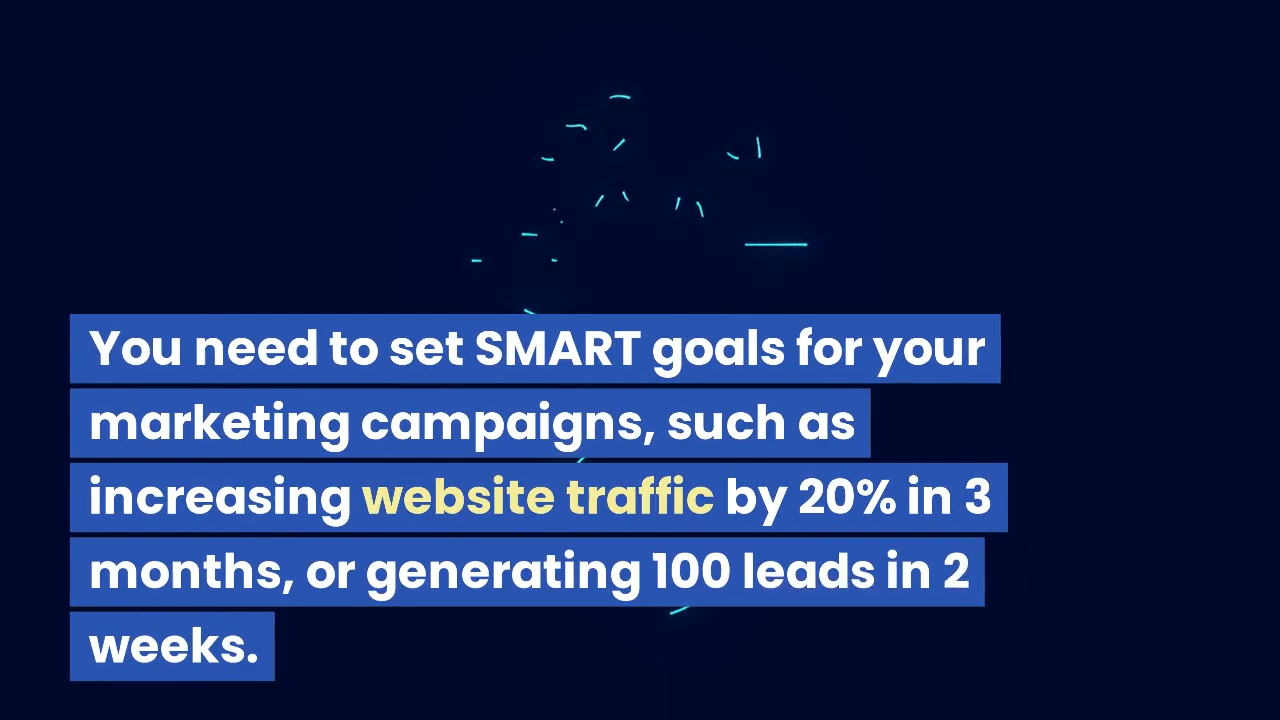 You need to set SMART goals for your
marketing campaigns, such as
increasing website traffic by 20% in 3
months, or generating 100 leads in 2
weeks.